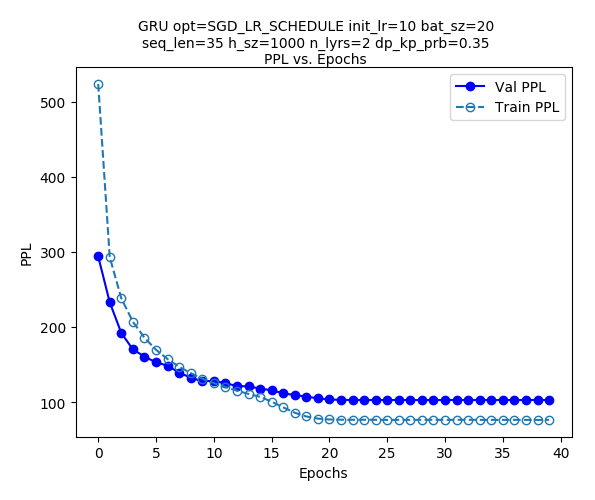 GRU opt=SGD_LR_SCHEDULE init_lr=10 bat_sz=20
seq_len=35 h_sz=1000 n_lyrs=2 dp_kp_prb=0.35
PPL vs. Epochs
Val PPL
Train PPL
500
400
300
200
100
PPL
0 5 10 15 20 25 30 35 40
Epochs